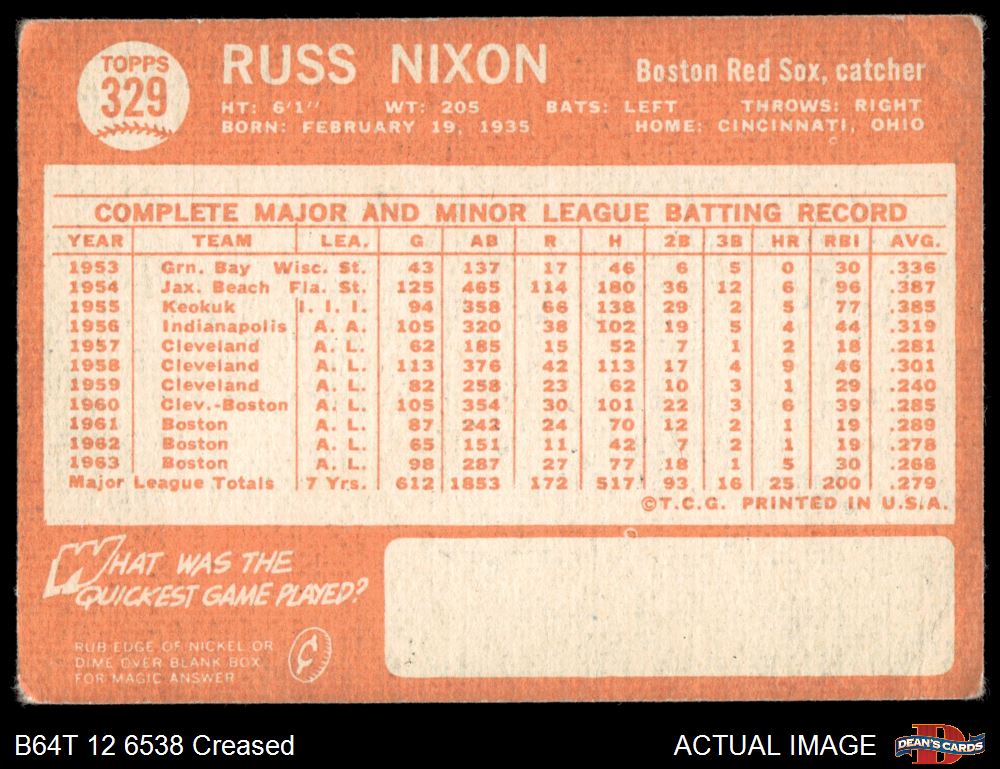 TOPPS
329
RUSS NIXON
Boston Red Sox, catcher
HT: 6'1" WT: 205 BATS: LEFT THROWS: RIGHT
BORN: FEBRUARY 19, 1935 HOME: CINCINNATI, OHIO
COMPLETE MAJOR AND MINOR LEAGUE BATTING RECORD
YEAR TEAM LEA. G AB R H 2B 3B HR RBI AVG.
1953 Grn. Bay Wisc. St. 43 137 17 46 6 5 0 30 .336
1954 Jax. Beach Fla. St. 125 465 114 180 36 12 6 96 .387
1955 Keokuk I. I. I. 94 358 66 138 29 2 5 77 .385
1956 Indianapolis A. A. 105 320 38 102 19 5 4 44 .319
1957 Cleveland A. L. 62 185 15 52 7 1 2 18 .281
1958 Cleveland A. L. 113 376 42 113 17 4 9 46 .301
1959 Cleveland A. L. 82 258 23 62 10 3 1 29 .240
1960 Clev.-Boston A. L. 105 354 30 101 22 3 6 39 .285
1961 Boston A. L. 87 242 24 70 12 2 1 19 .289
1962 Boston A. L. 65 151 11 42 7 2 1 19 .278
1963 Boston A. L. 98 287 27 77 18 1 5 30 .268
Major League Totals 7 Yrs. 612 1853 172 517 93 16 25 200 .279
©T.C.G. PRINTED IN U.S.A.
WHAT WAS THE
QUICKEST GAME PLAYED?
RUB EDGE OF NICKEL OR
DIME OVER BLANK BOX
FOR MAGIC ANSWER
¢
B64T 12 6538 Creased
ACTUAL IMAGE
DEAN'S CARDS